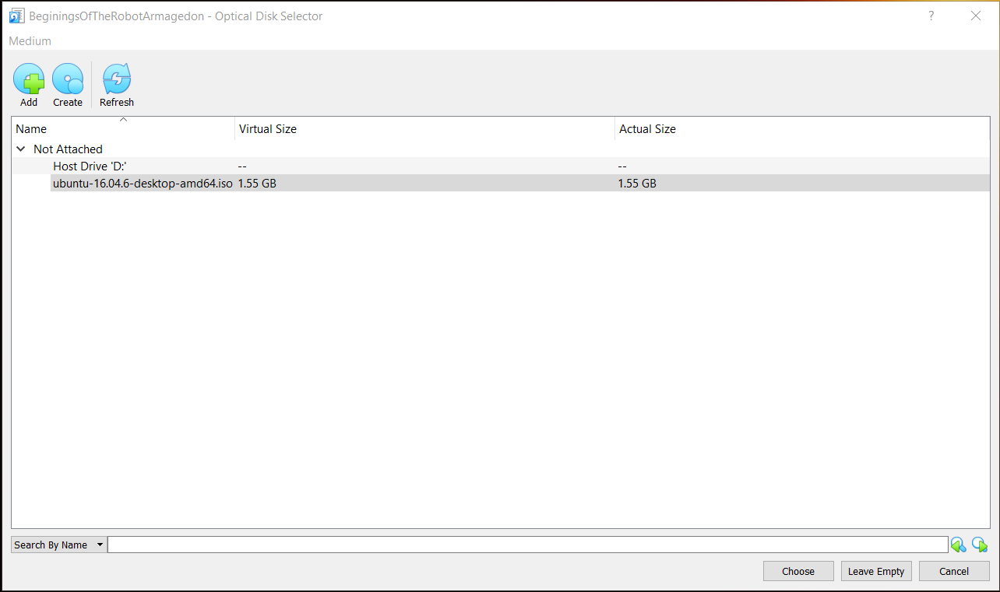 BeginingsOfTheRobotArmagedon - Optical Disk Selector ?
Medium
Add Create Refresh
Name Virtual Size Actual Size
Not Attached
Host Drive 'D:' -- --
ubuntu-16.04.6-desktop-amd64.iso 1.55 GB 1.55 GB
Search By Name
Choose Leave Empty Cancel